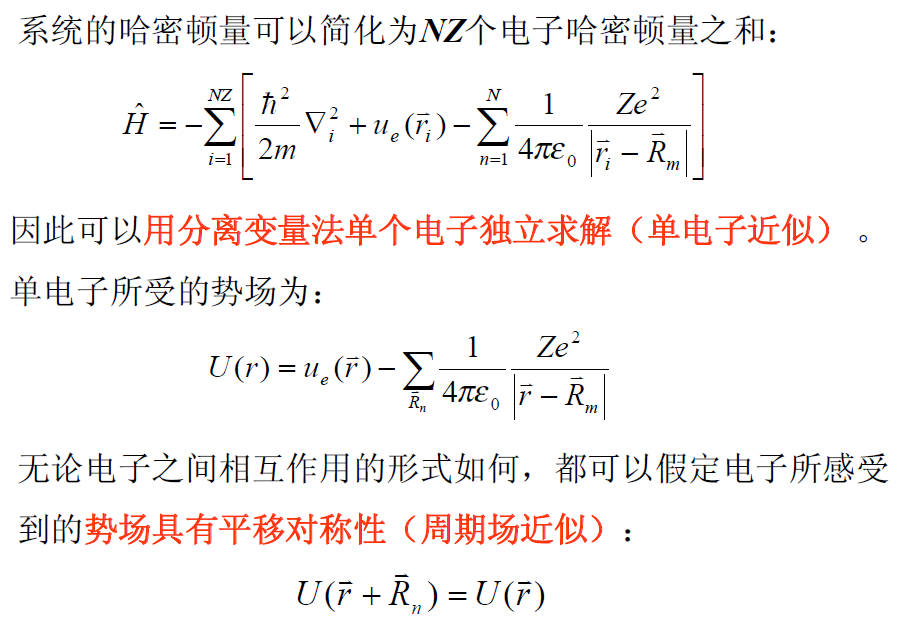 系统的哈密顿量可以简化为NZ个电子哈密顿量之和：
$\hat{H} = -\sum_{i=1}^{NZ}\left[\frac{\hbar^2}{2m}\nabla_i^2 + u_e(\vec{r}_i) - \sum_{n=1}^{N}\frac{1}{4\pi\varepsilon_0}\frac{Ze^2}{|\vec{r}_i - \vec{R}_m|}\right]$
因此可以用分离变量法单个电子独立求解（单电子近似）。
单电子所受的势场为：
$U(r) = u_e(\vec{r}) - \sum_{\vec{R}_n}\frac{1}{4\pi\varepsilon_0}\frac{Ze^2}{|\vec{r} - \vec{R}_m|}$
无论电子之间相互作用的形式如何，都可以假定电子所感受
到的势场具有平移对称性（周期场近似）：
$U(\vec{r} + \vec{R}_n) = U(\vec{r})$